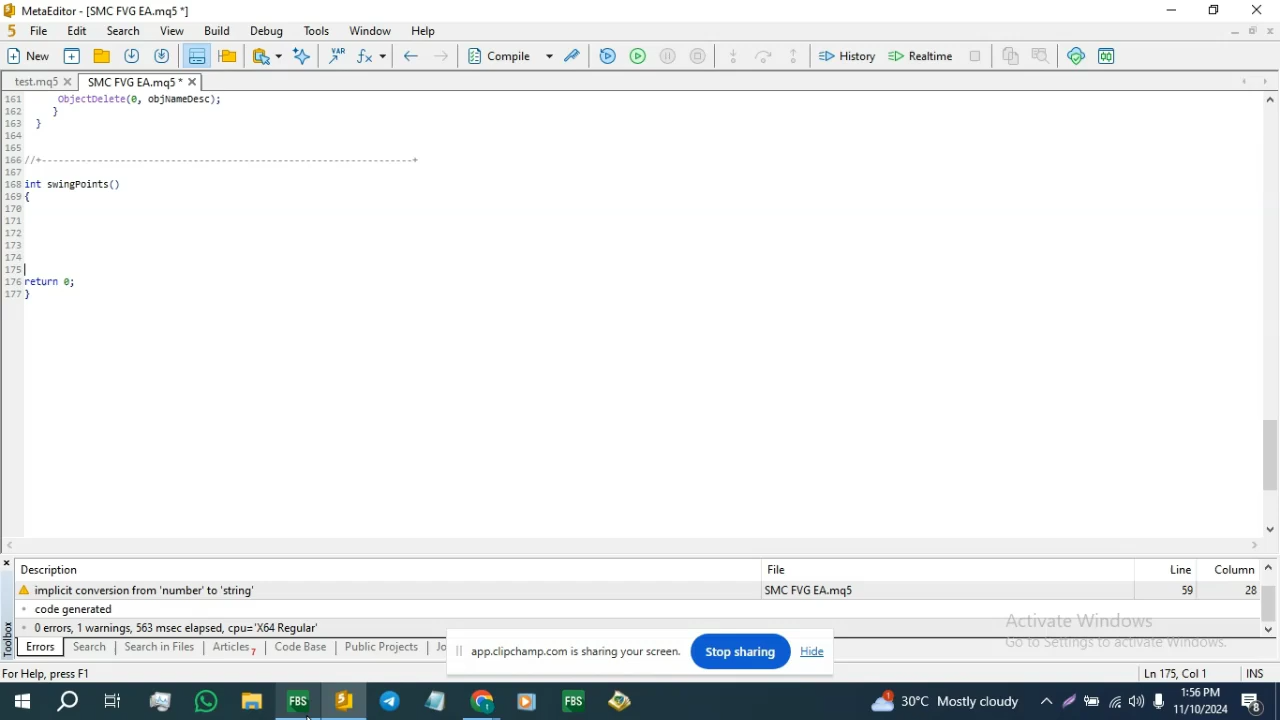 MetaEditor - [SMC FVG EA.mq5 *]
File Edit Search View Build Debug Tools Window Help
New Compile History Realtime
test.mq5 SMC FVG EA.mq5 *
161 ObjectDelete(0, objNameDesc);
162 }
163 }
164
165
166 //+------------------------------------------------------------------+
167
168 int swingPoints()
169 {
170
171
172
173
174
175
176 return 0;
177 }
Description File Line Column
implicit conversion from 'number' to 'string' SMC FVG EA.mq5 59 28
code generated
0 errors, 1 warnings, 563 msec elapsed, cpu='X64 Regular'
Activate Windows
Go to Settings to activate Windows.
Toolbox
Errors Search Search in Files Articles 7 Code Base Public Projects Jo
app.clipchamp.com is sharing your screen. Stop sharing Hide
For Help, press F1 Ln 175, Col 1 INS
FBS FBS 30°C Mostly cloudy 1:56 PM
11/10/2024 8